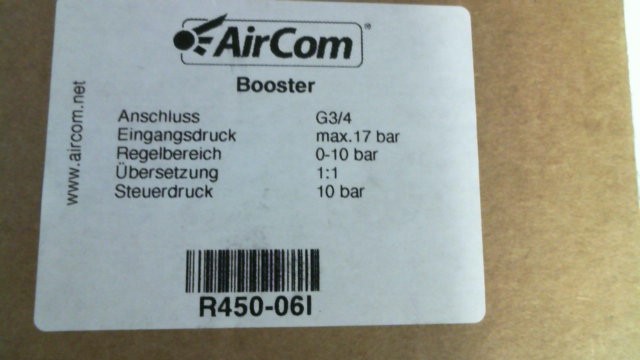 AirCom®
Booster
www.aircom.net
Anschluss G3/4
Eingangsdruck max.17 bar
Regelbereich 0-10 bar
Übersetzung 1:1
Steuerdruck 10 bar
R450-06I